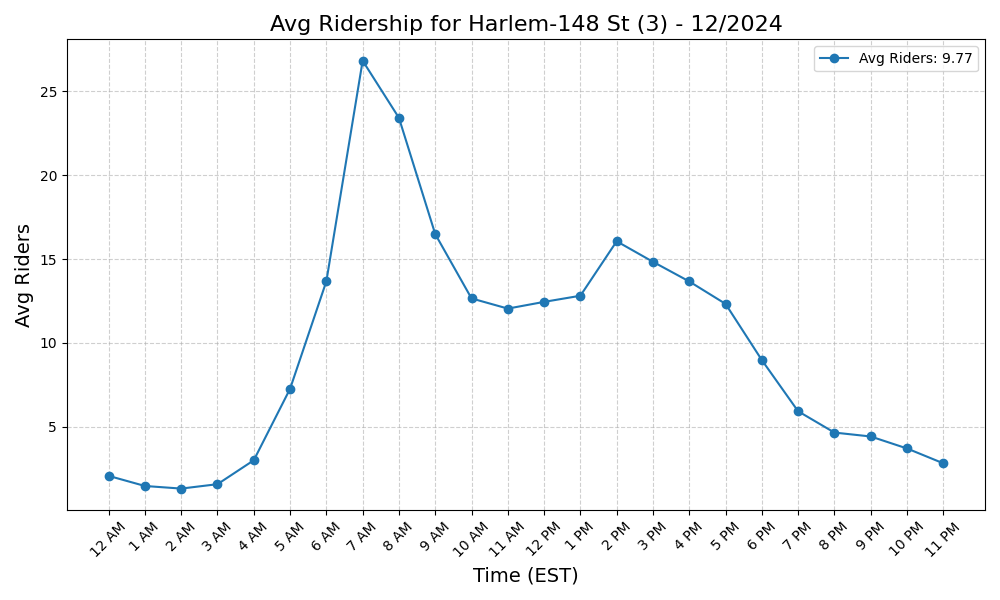 Avg Ridership for Harlem-148 St (3) - 12/2024
Avg Riders: 9.77
Avg Riders
25
20
15
10
5
12 AM
1 AM
2 AM
3 AM
4 AM
5 AM
6 AM
7 AM
8 AM
9 AM
10 AM
11 AM
12 PM
1 PM
2 PM
3 PM
4 PM
5 PM
6 PM
7 PM
8 PM
9 PM
10 PM
11 PM
Time (EST)